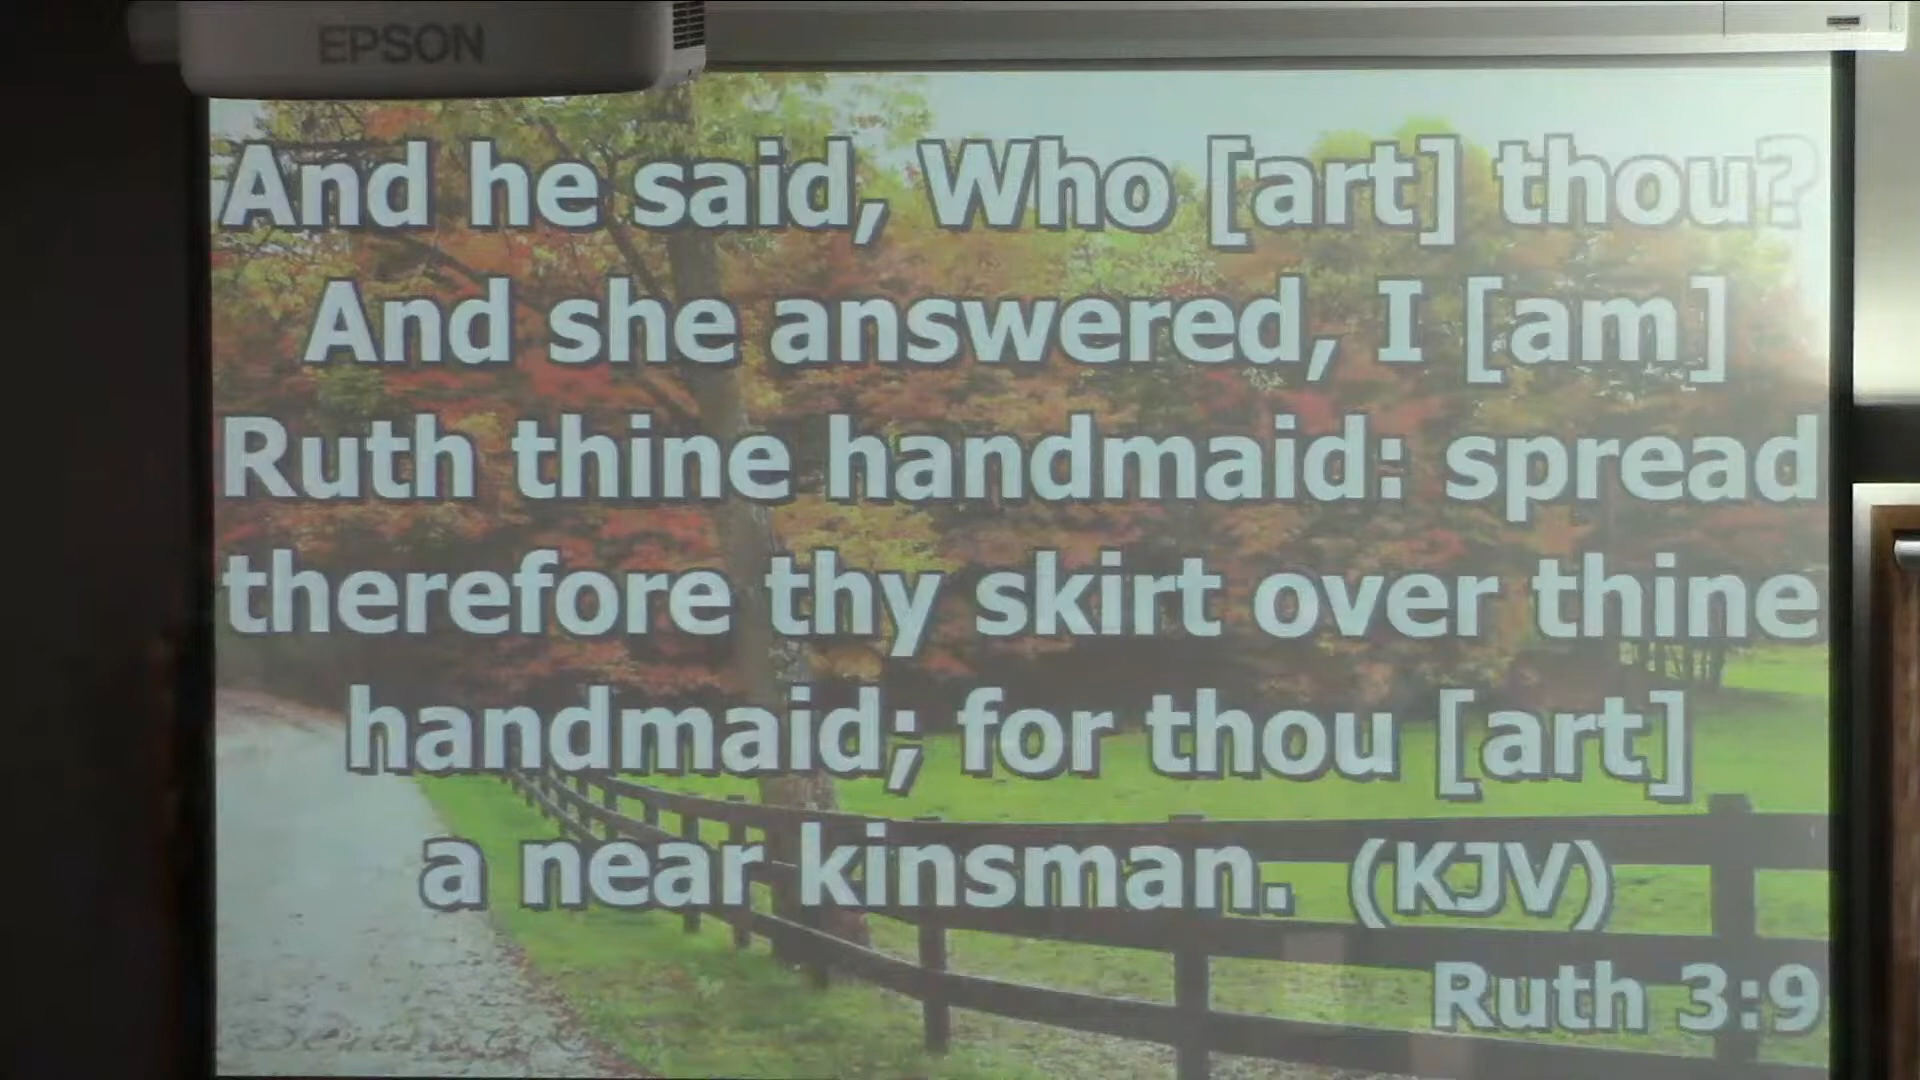 EPSON
And he said, Who [art] thou?
And she answered, I [am]
Ruth thine handmaid: spread
therefore thy skirt over thine
handmaid; for thou [art]
a near kinsman. (KJV)
Ruth 3:9